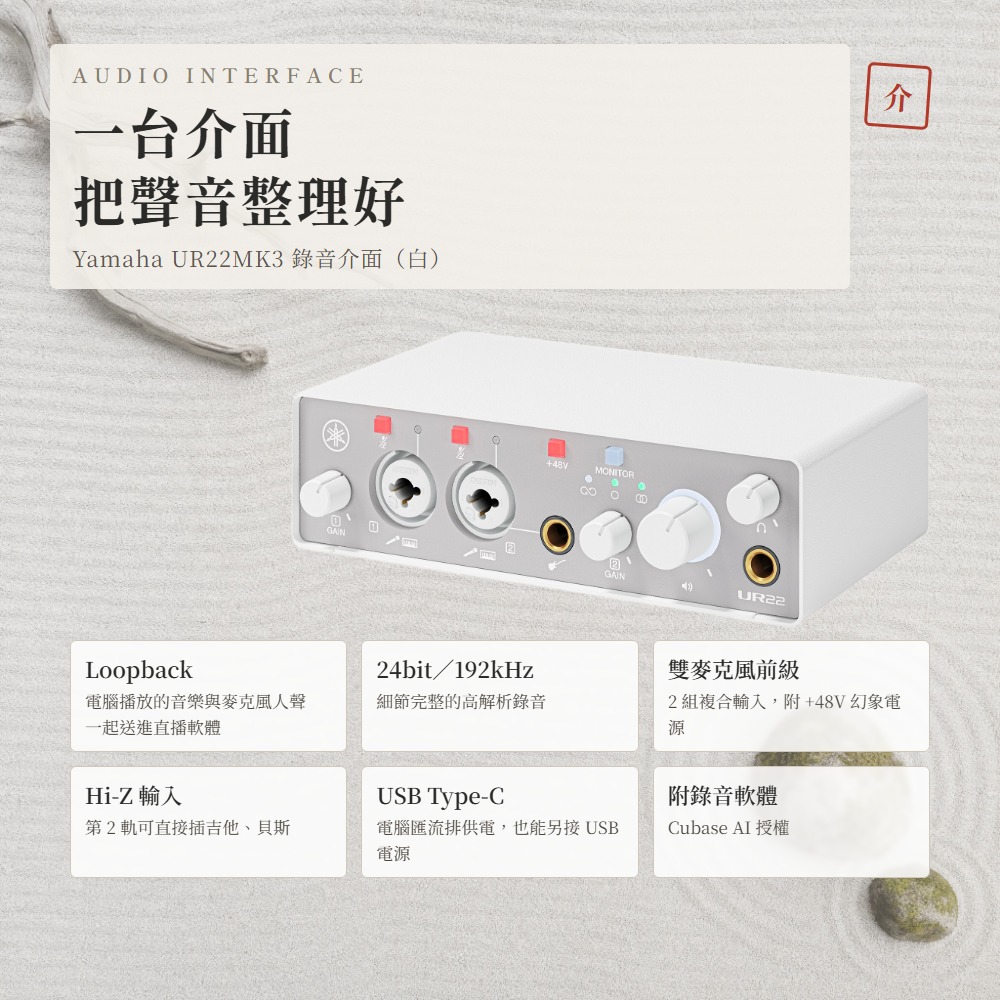 AUDIO INTERFACE
介
一台介面
把聲音整理好
Yamaha UR22MK3 錄音介面（白）
+48V
MONITOR
1
GAIN
1
2
2
GAIN
UR22
Loopback
電腦播放的音樂與麥克風人聲
一起送進直播軟體
24bit／192kHz
細節完整的高解析錄音
雙麥克風前級
2 組複合輸入，附 +48V 幻象電
源
Hi-Z 輸入
第 2 軌可直接插吉他、貝斯
USB Type-C
電腦匯流排供電，也能另接 USB
電源
附錄音軟體
Cubase AI 授權